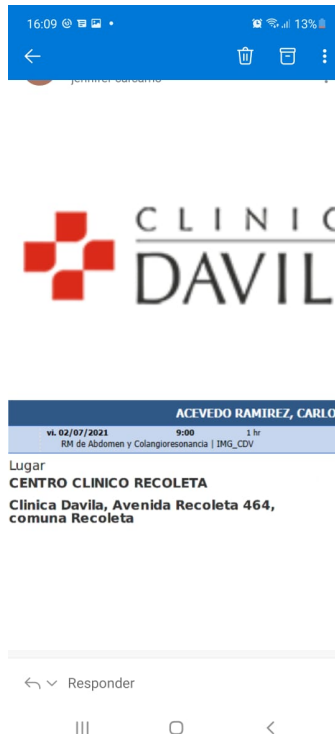 16:09
13%
CLINIC
DAVIL
ACEVEDO RAMIREZ, CARLO
vi. 02/07/2021 9:00 1 hr
RM de Abdomen y Colangioresonancia | IMG_CDV
Lugar
CENTRO CLINICO RECOLETA
Clinica Davila, Avenida Recoleta 464,
comuna Recoleta
Responder